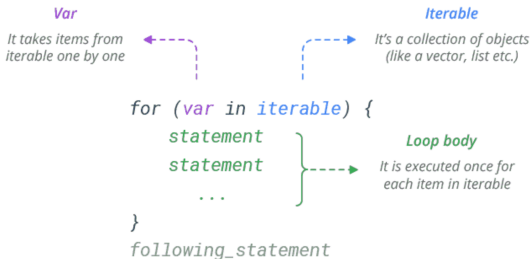 Var
It takes items from
iterable one by one
Iterable
It's a collection of objects
(like a vector, list etc.)
for (var in iterable) {
statement
statement
...
}
following_statement
Loop body
It is executed once for
each item in iterable